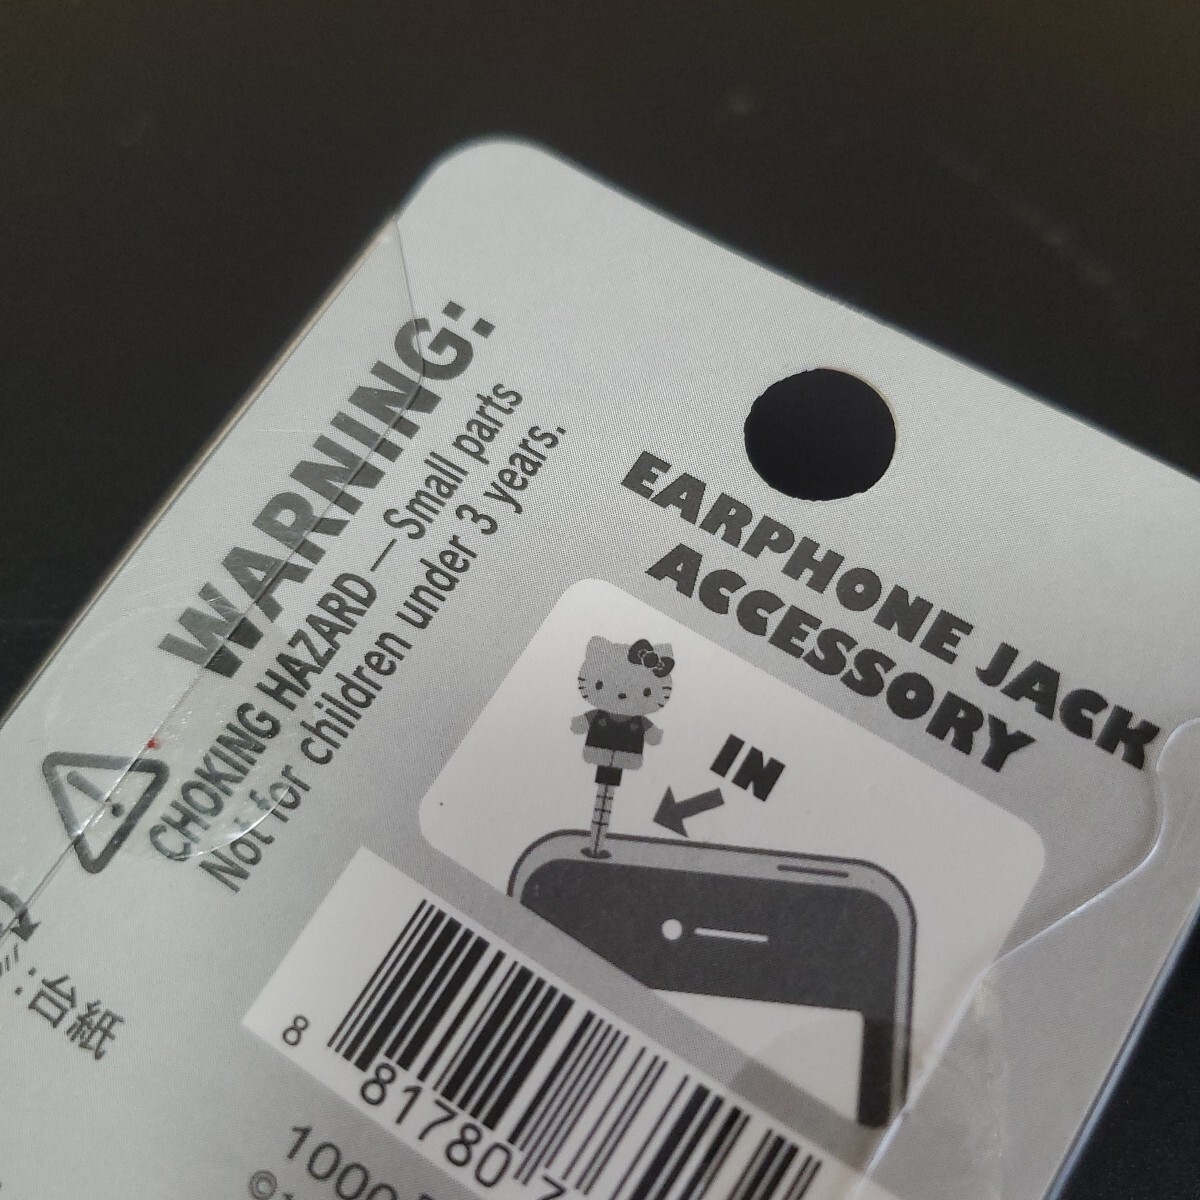 WARNING:
CHOKING HAZARD—Small parts
Not for children under 3 years.
EARPHONE JACK
ACCESSORY
IN
:台紙
8
81780
1000